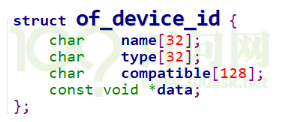 struct of_device_id {
    char    name[32];
    char    type[32];
    char    compatible[128];
    const void *data;
};